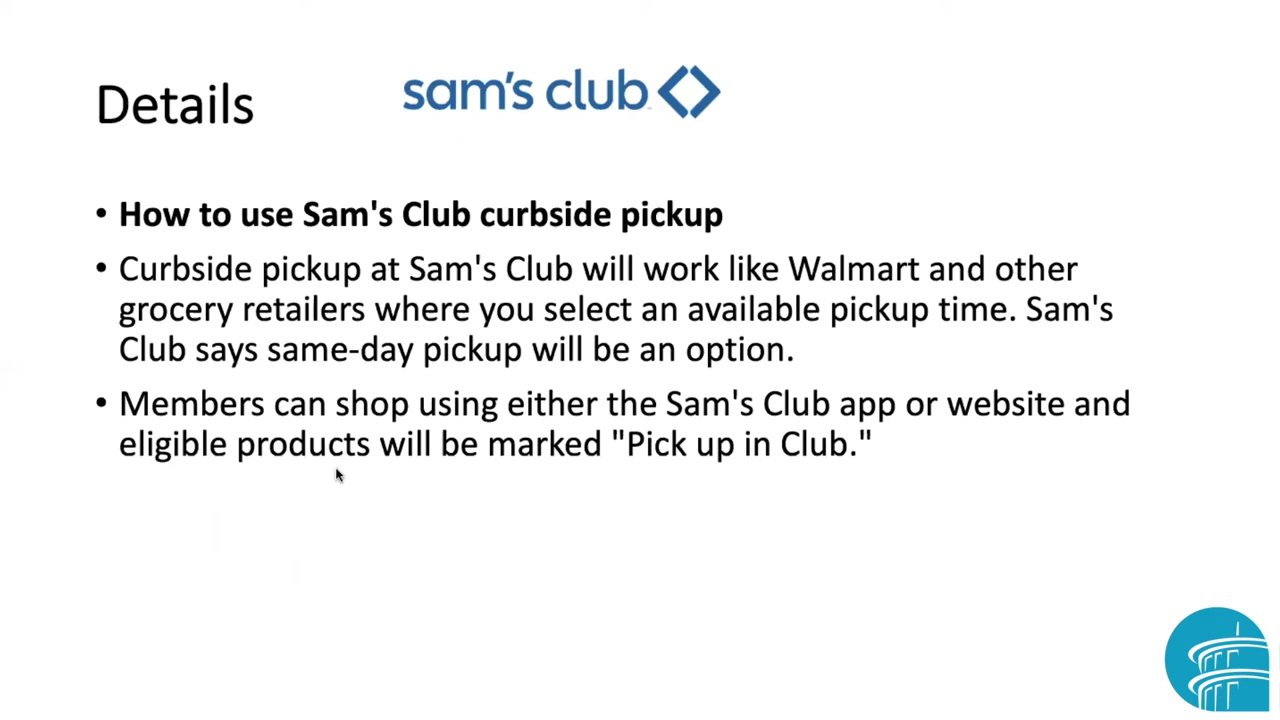 Details
sam's club
• How to use Sam's Club curbside pickup
• Curbside pickup at Sam's Club will work like Walmart and other
grocery retailers where you select an available pickup time. Sam's
Club says same-day pickup will be an option.
• Members can shop using either the Sam's Club app or website and
eligible products will be marked "Pick up in Club."